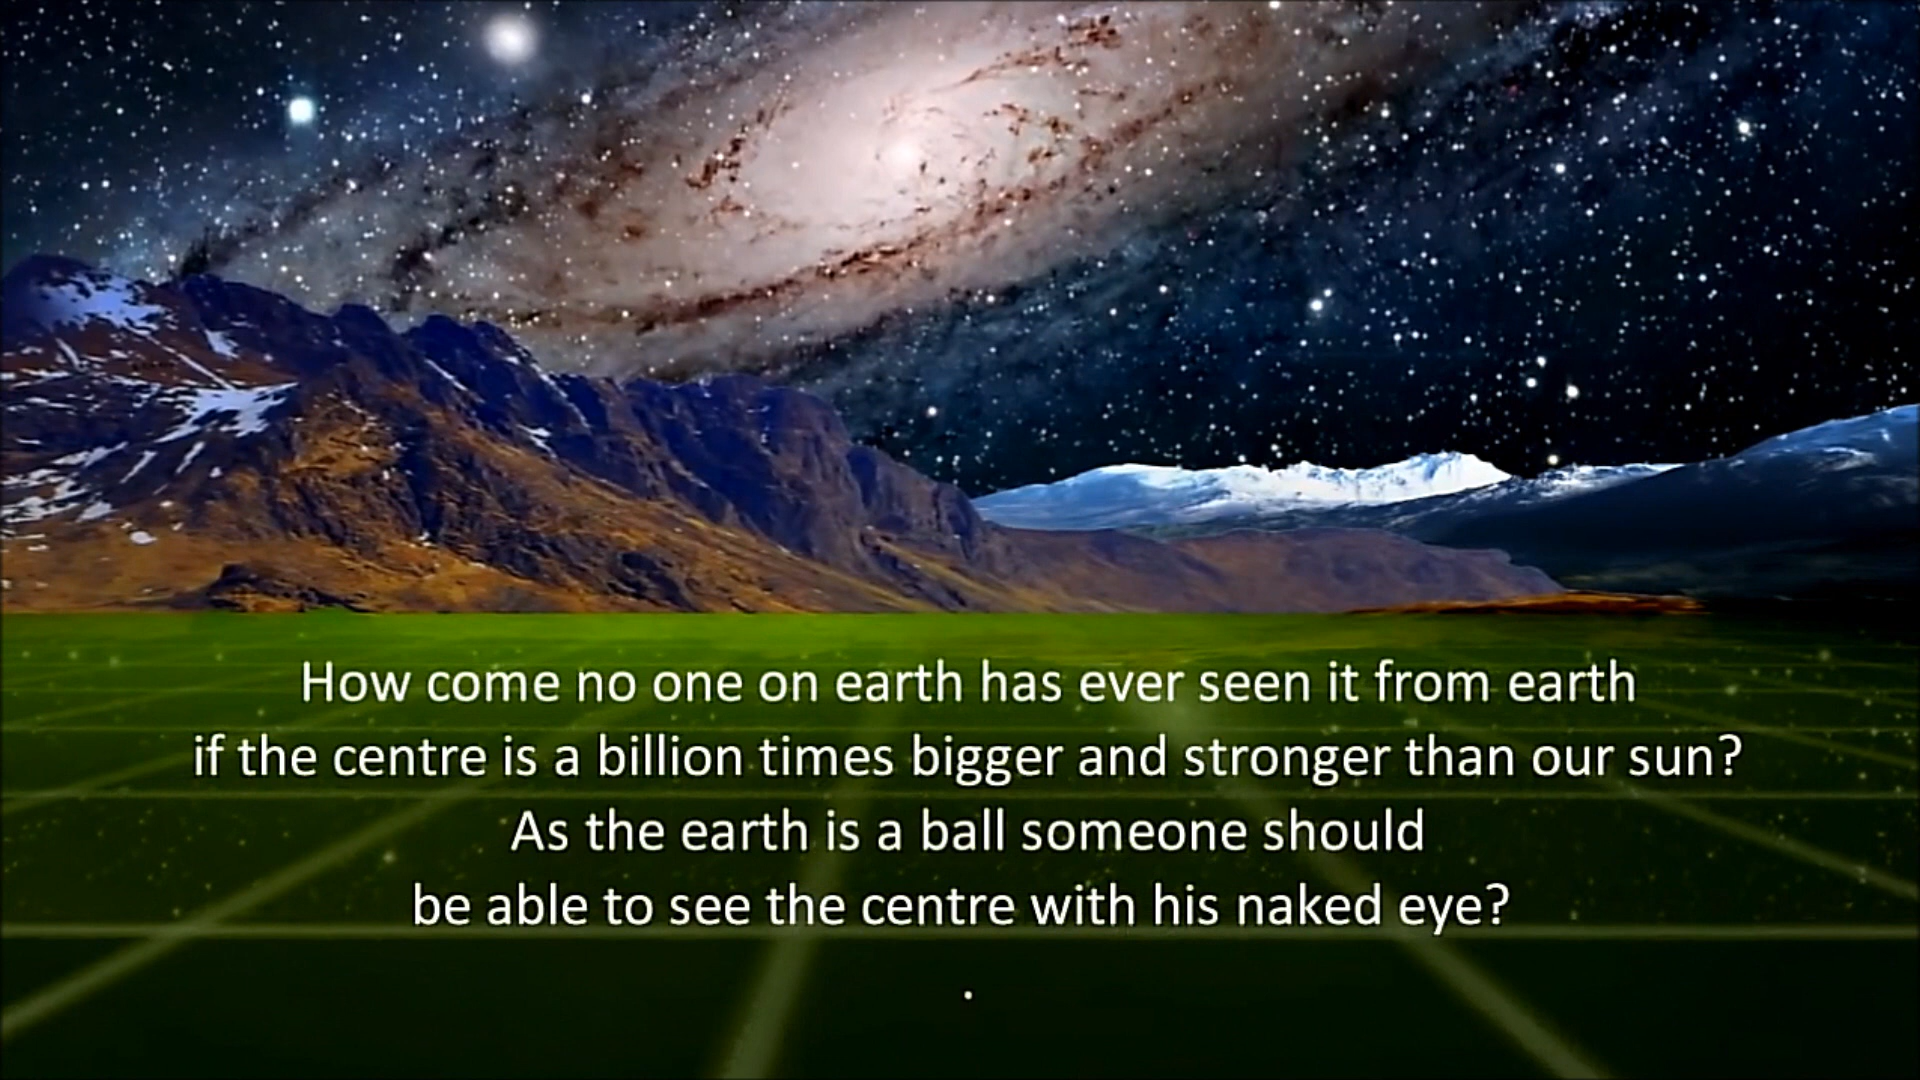 How come no one on earth has ever seen it from earth
if the centre is a billion times bigger and stronger than our sun?
As the earth is a ball someone should
be able to see the centre with his naked eye?
.